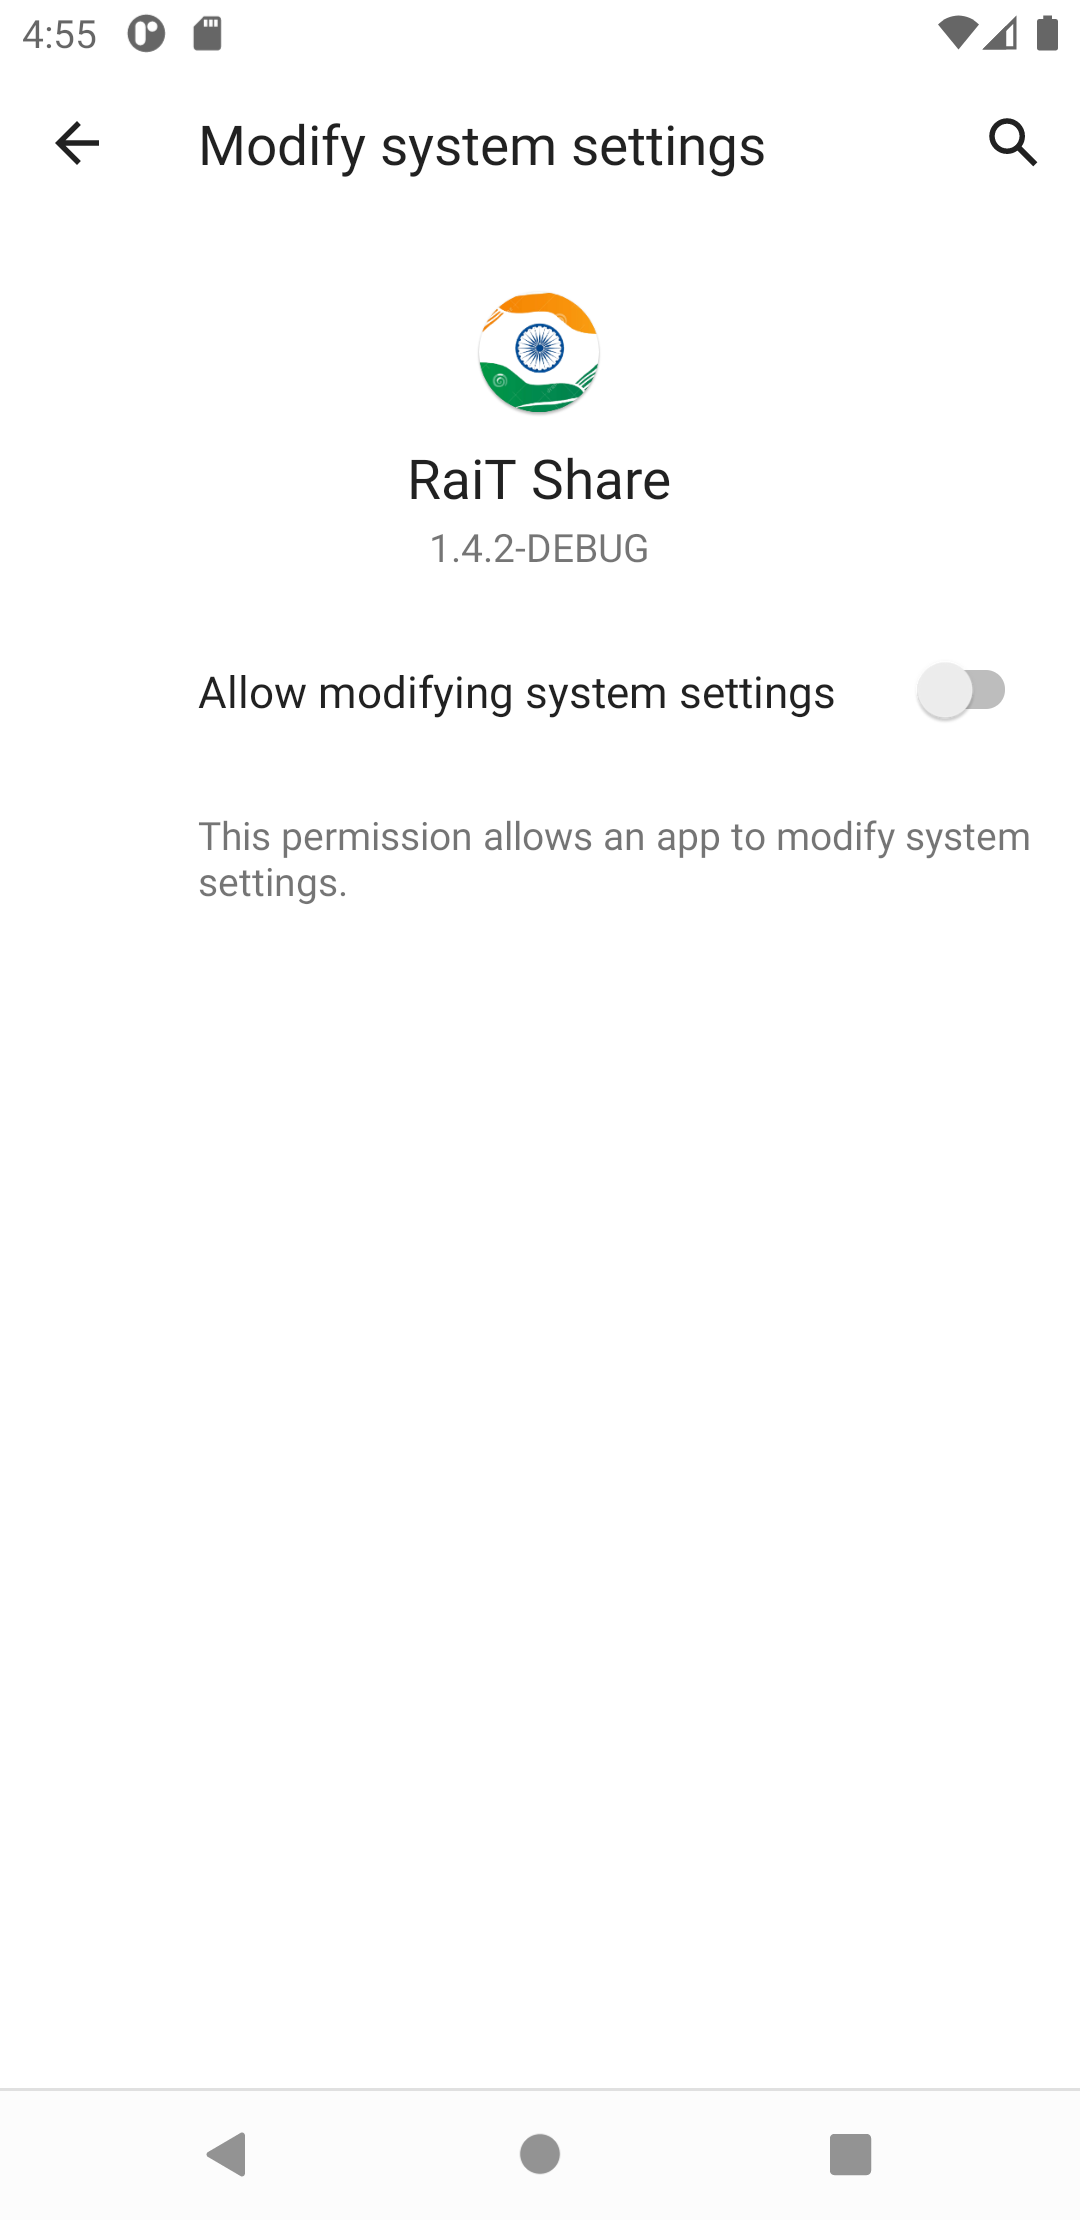 4:55
Modify system settings
RaiT Share
1.4.2-DEBUG
Allow modifying system settings
This permission allows an app to modify system
settings.